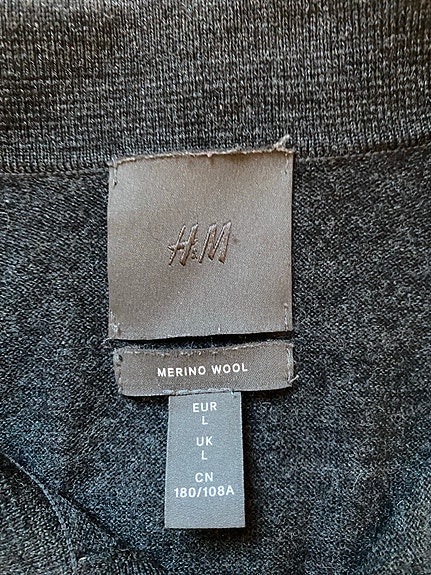 H&M
MERINO WOOL
EUR
L
UK
L
CN
180/108A